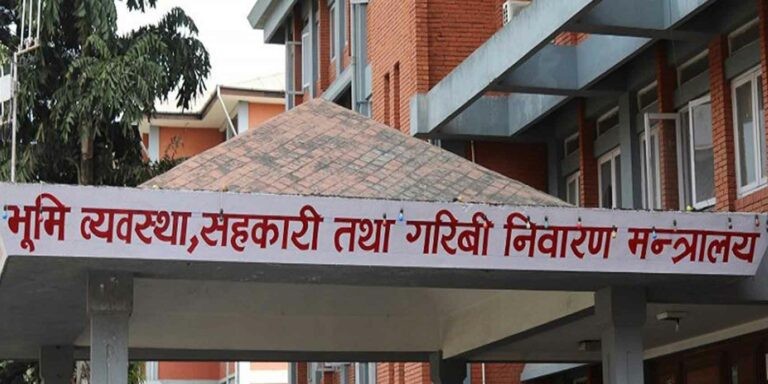 भूमि व्यवस्था,सहकारी तथा गरिबी निवारण मन्त्रालय